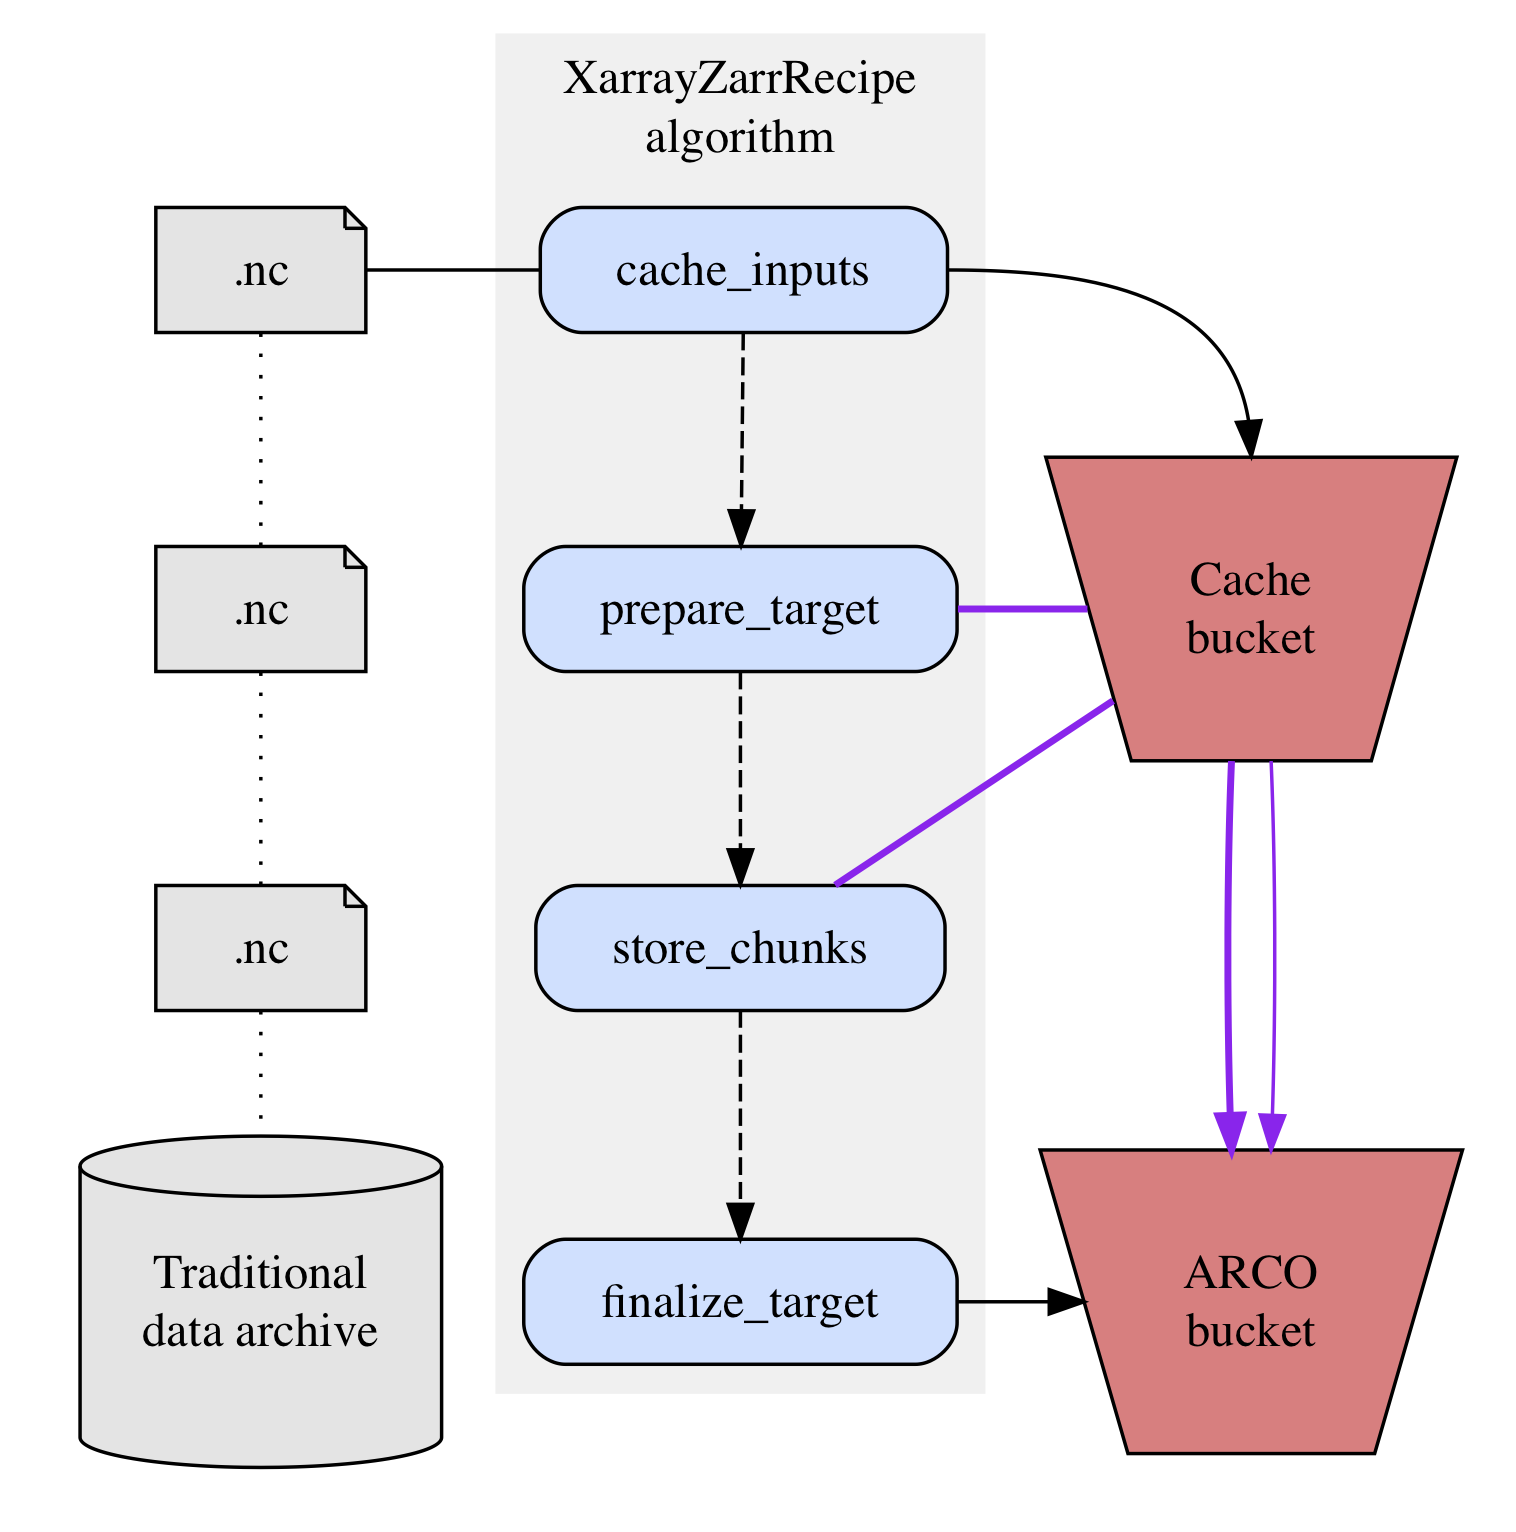 XarrayZarrRecipe
algorithm
.nc
cache_inputs
.nc
prepare_target
Cache
bucket
.nc
store_chunks
Traditional
data archive
finalize_target
ARCO
bucket